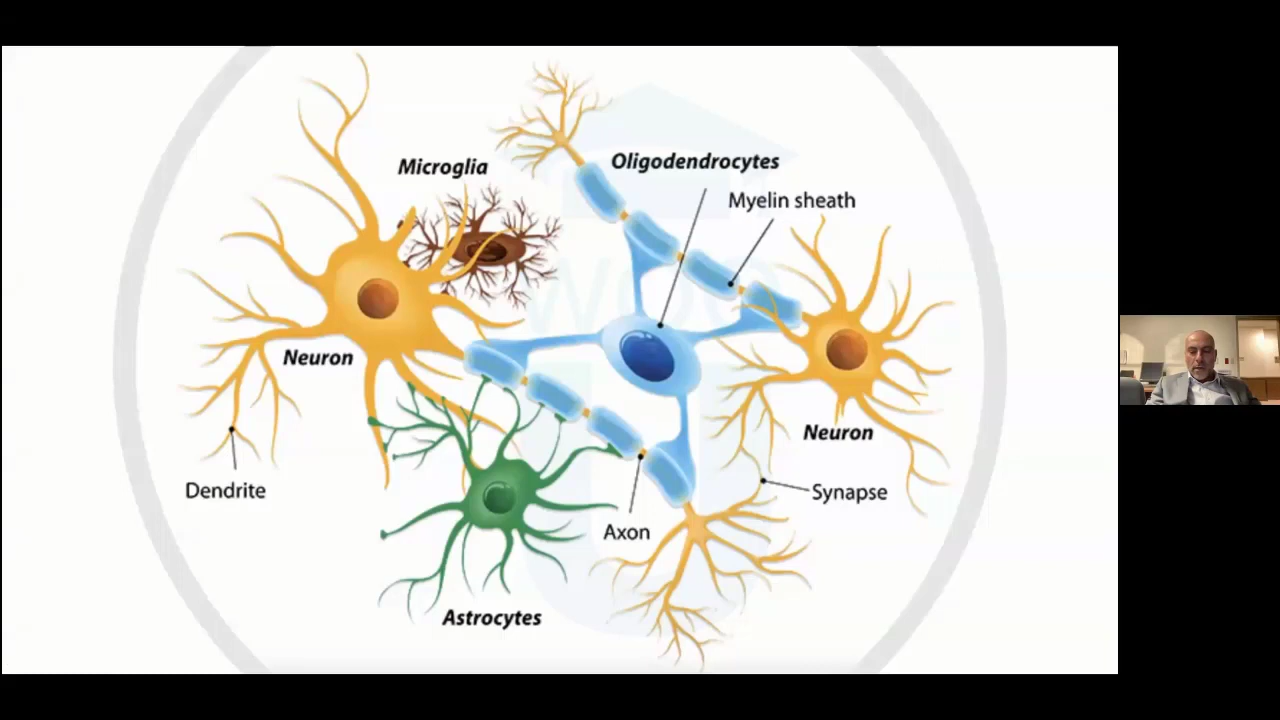 Microglia
Oligodendrocytes
Myelin sheath
Neuron
Neuron
Dendrite
Synapse
Axon
Astrocytes